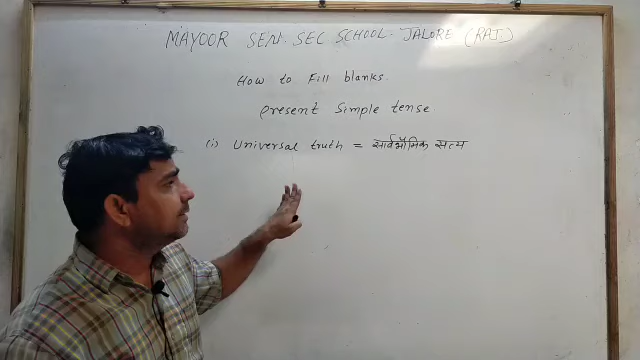 MAYOOR SEN. SEC SCHOOL. JALORE (RAJ)
How to Fill blanks.
present Simple tense
(i) Universal truth = सार्वभौमिक सत्य